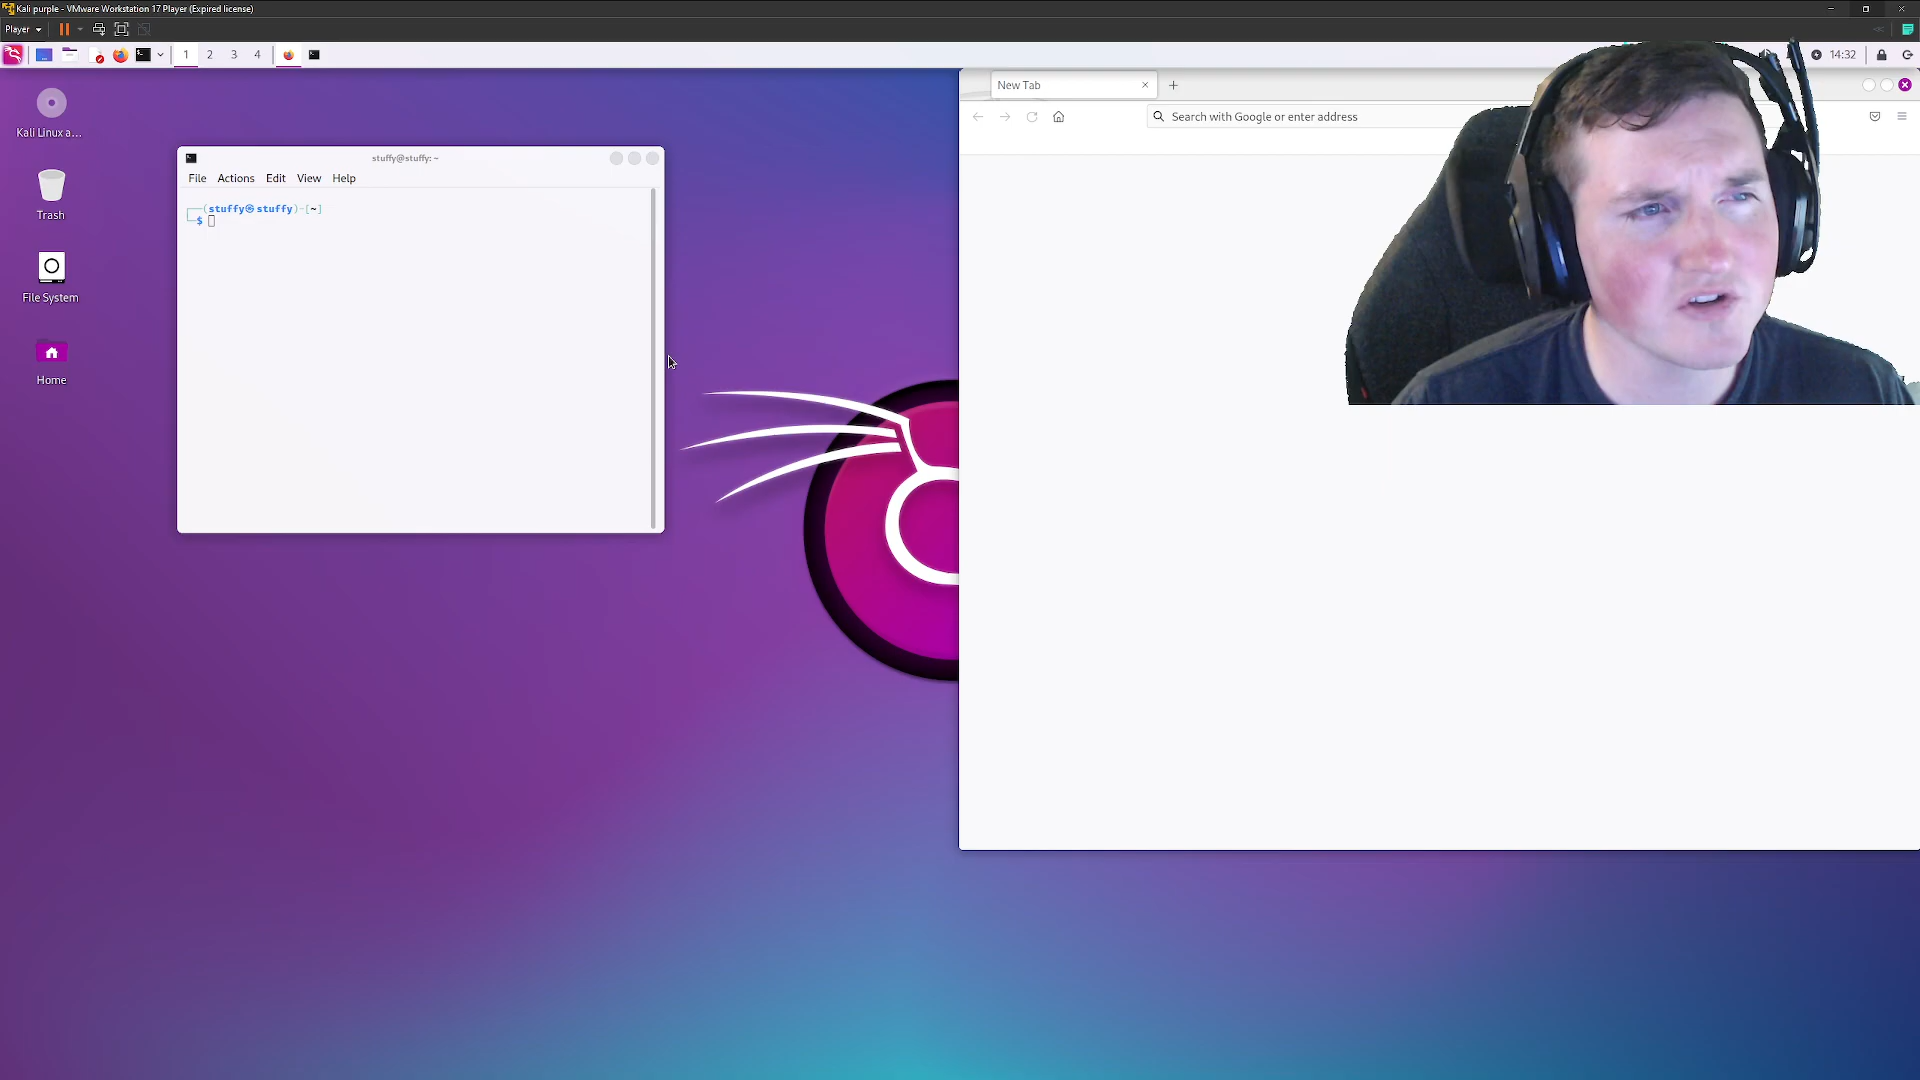 Kali purple - VMware Workstation 17 Player (Expired license)
Player
1 2 3 4
14:32
Kali Linux a...
Trash
File System
Home
stuffy@stuffy: ~
File Actions Edit View Help
┌──(stuffy㉿stuffy)-[~]
└─$
New Tab
Search with Google or enter address